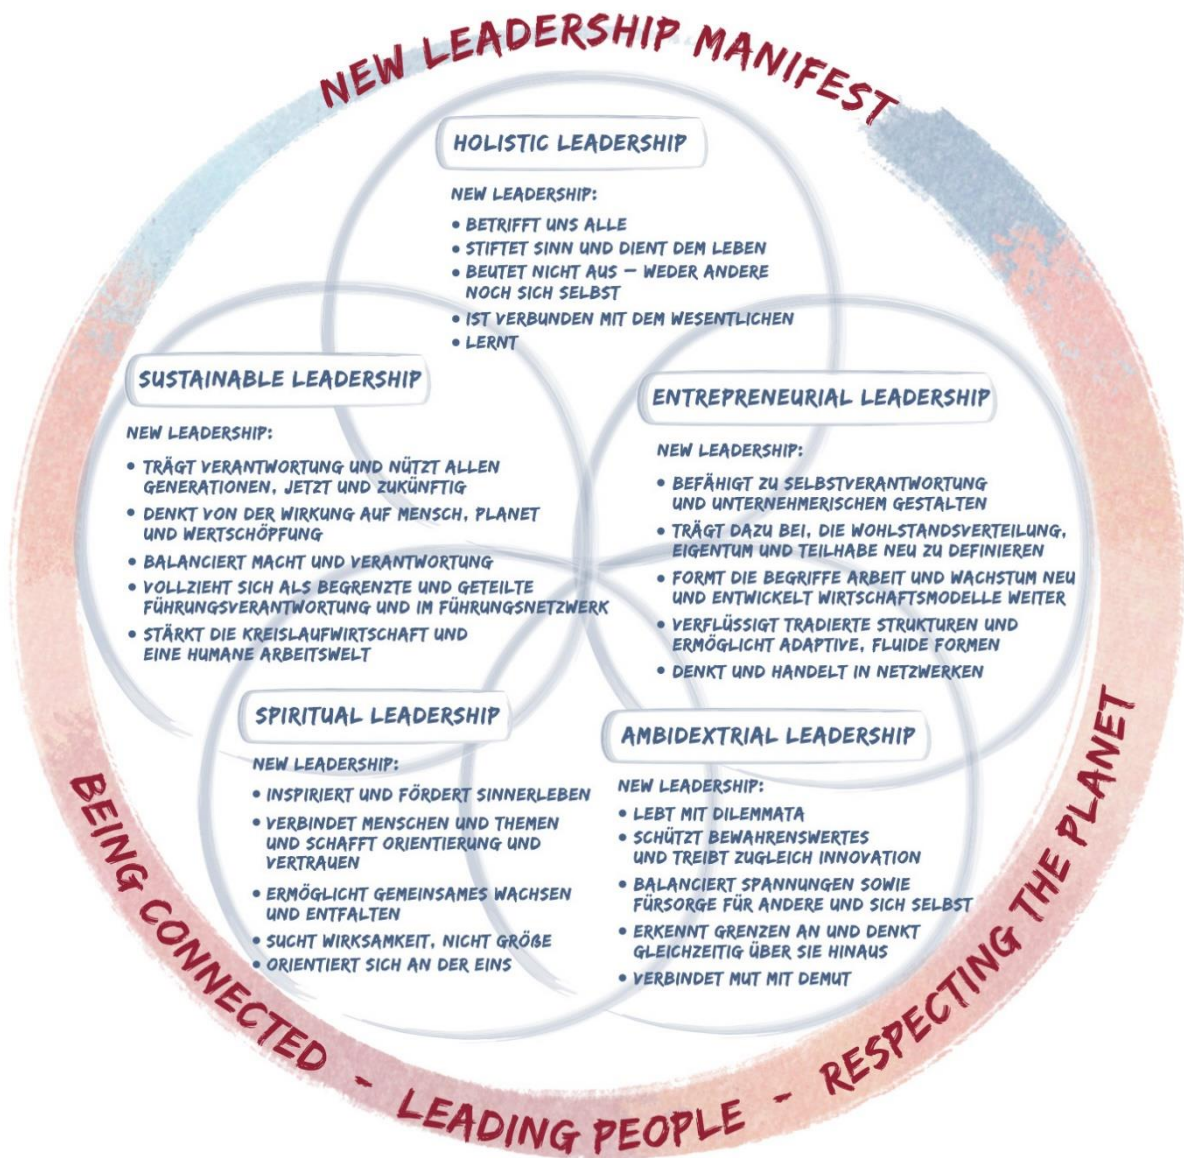 NEW LEADERSHIP MANIFEST
HOLISTIC LEADERSHIP
NEW LEADERSHIP:
• BETRIFFT UNS ALLE
• STIFTET SINN UND DIENT DEM LEBEN
• BEUTET NICHT AUS – WEDER ANDERE
NOCH SICH SELBST
• IST VERBUNDEN MIT DEM WESENTLICHEN
• LERNT
SUSTAINABLE LEADERSHIP
NEW LEADERSHIP:
• TRÄGT VERANTWORTUNG UND NÜTZT ALLEN
GENERATIONEN, JETZT UND ZUKÜNFTIG
• DENKT VON DER WIRKUNG AUF MENSCH, PLANET
UND WERTSCHÖPFUNG
• BALANCIERT MACHT UND VERANTWORTUNG
• VOLLZIEHT SICH ALS BEGRENZTE UND GETEILTE
FÜHRUNGSVERANTWORTUNG UND IM FÜHRUNGSNETZWERK
• STÄRKT DIE KREISLAUFWIRTSCHAFT UND
EINE HUMANE ARBEITSWELT
ENTREPRENEURIAL LEADERSHIP
NEW LEADERSHIP:
• BEFÄHIGT ZU SELBSTVERANTWORTUNG
UND UNTERNEHMERISCHEM GESTALTEN
• TRÄGT DAZU BEI, DIE WOHLSTANDSVERTEILUNG,
EIGENTUM UND TEILHABE NEU ZU DEFINIEREN
• FORMT DIE BEGRIFFE ARBEIT UND WACHSTUM NEU
UND ENTWICKELT WIRTSCHAFTSMODELLE WEITER
• VERFLÜSSIGT TRADIERTE STRUKTUREN UND
ERMÖGLICHT ADAPTIVE, FLUIDE FORMEN
• DENKT UND HANDELT IN NETZWERKEN
SPIRITUAL LEADERSHIP
NEW LEADERSHIP:
• INSPIRIERT UND FÖRDERT SINNERLEBEN
• VERBINDET MENSCHEN UND THEMEN
UND SCHAFFT ORIENTIERUNG UND
VERTRAUEN
• ERMÖGLICHT GEMEINSAMES WACHSEN
UND ENTFALTEN
• SUCHT WIRKSAMKEIT, NICHT GRÖßE
• ORIENTIERT SICH AN DER EINS
AMBIDEXTRIAL LEADERSHIP
NEW LEADERSHIP:
• LEBT MIT DILEMMATA
• SCHÜTZT BEWAHRENSWERTES
UND TREIBT ZUGLEICH INNOVATION
• BALANCIERT SPANNUNGEN SOWIE
FÜRSORGE FÜR ANDERE UND SICH SELBST
• ERKENNT GRENZEN AN UND DENKT
GLEICHZEITIG ÜBER SIE HINAUS
• VERBINDET MUT MIT DEMUT
BEING CONNECTED - LEADING PEOPLE - RESPECTING THE PLANET